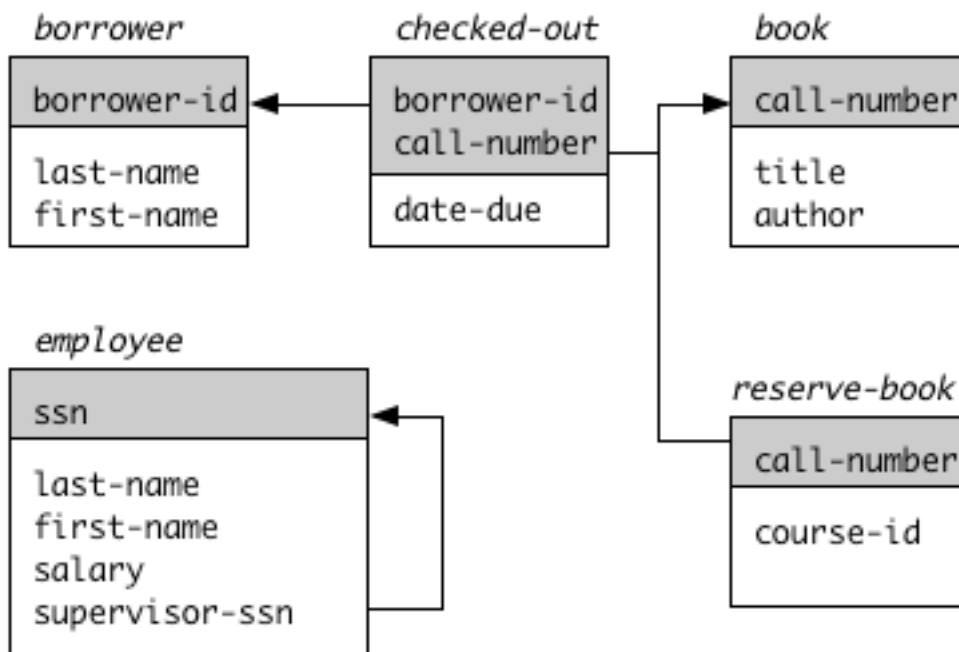 borrower
borrower-id
last-name
first-name
checked-out
borrower-id
call-number
date-due
book
call-number
title
author
employee
ssn
last-name
first-name
salary
supervisor-ssn
reserve-book
call-number
course-id